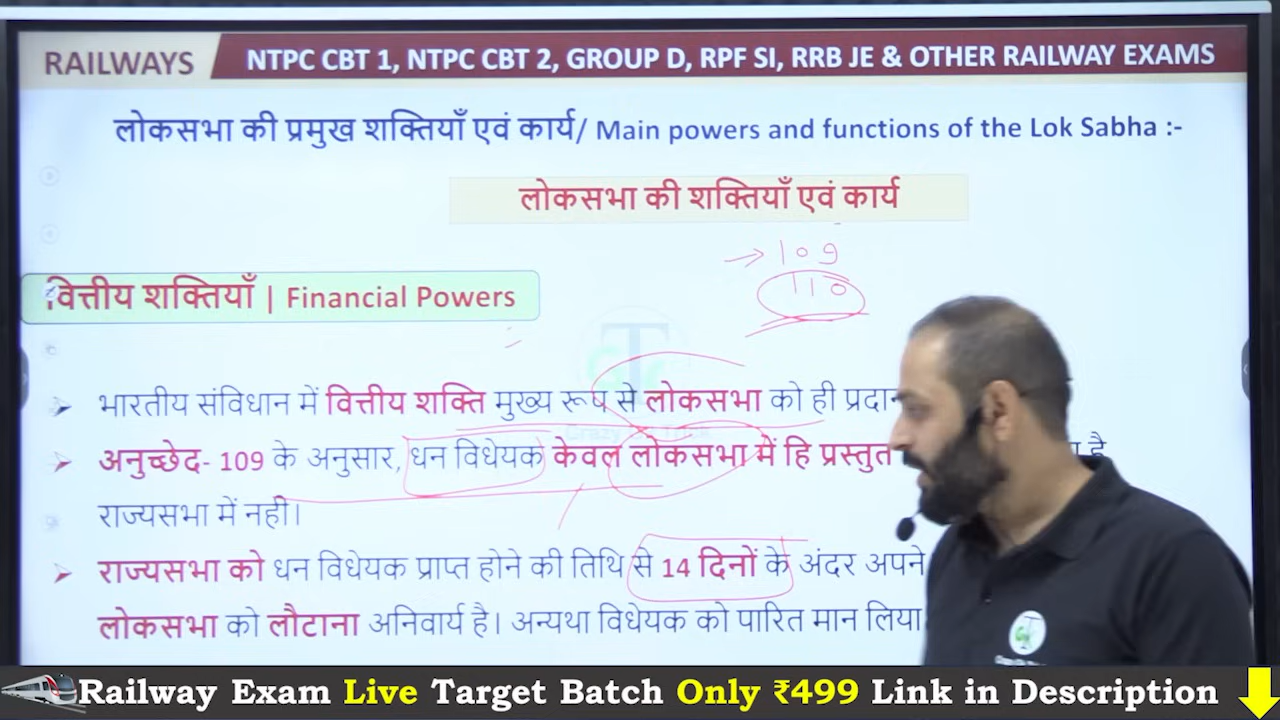 RAILWAYS NTPC CBT 1, NTPC CBT 2, GROUP D, RPF SI, RRB JE & OTHER RAILWAY EXAMS
लोकसभा की प्रमुख शक्तियाँ एवं कार्य/ Main powers and functions of the Lok Sabha :-
लोकसभा की शक्तियाँ एवं कार्य
→ 109
110
वित्तीय शक्तियाँ | Financial Powers
भारतीय संविधान में वित्तीय शक्ति मुख्य रूप से लोकसभा को ही
अनुच्छेद- 109 के अनुसार, धन विधेयक केवल लोकसभा में हि प्रस्तुत है
राज्यसभा में नही।
राज्यसभा को धन विधेयक प्राप्त होने की तिथि से 14 दिनों के अंदर अपने
लोकसभा को लौटाना अनिवार्य है। अन्यथा विधेयक को पारित मान लिया
Railway Exam Live Target Batch Only ₹499 Link in Description